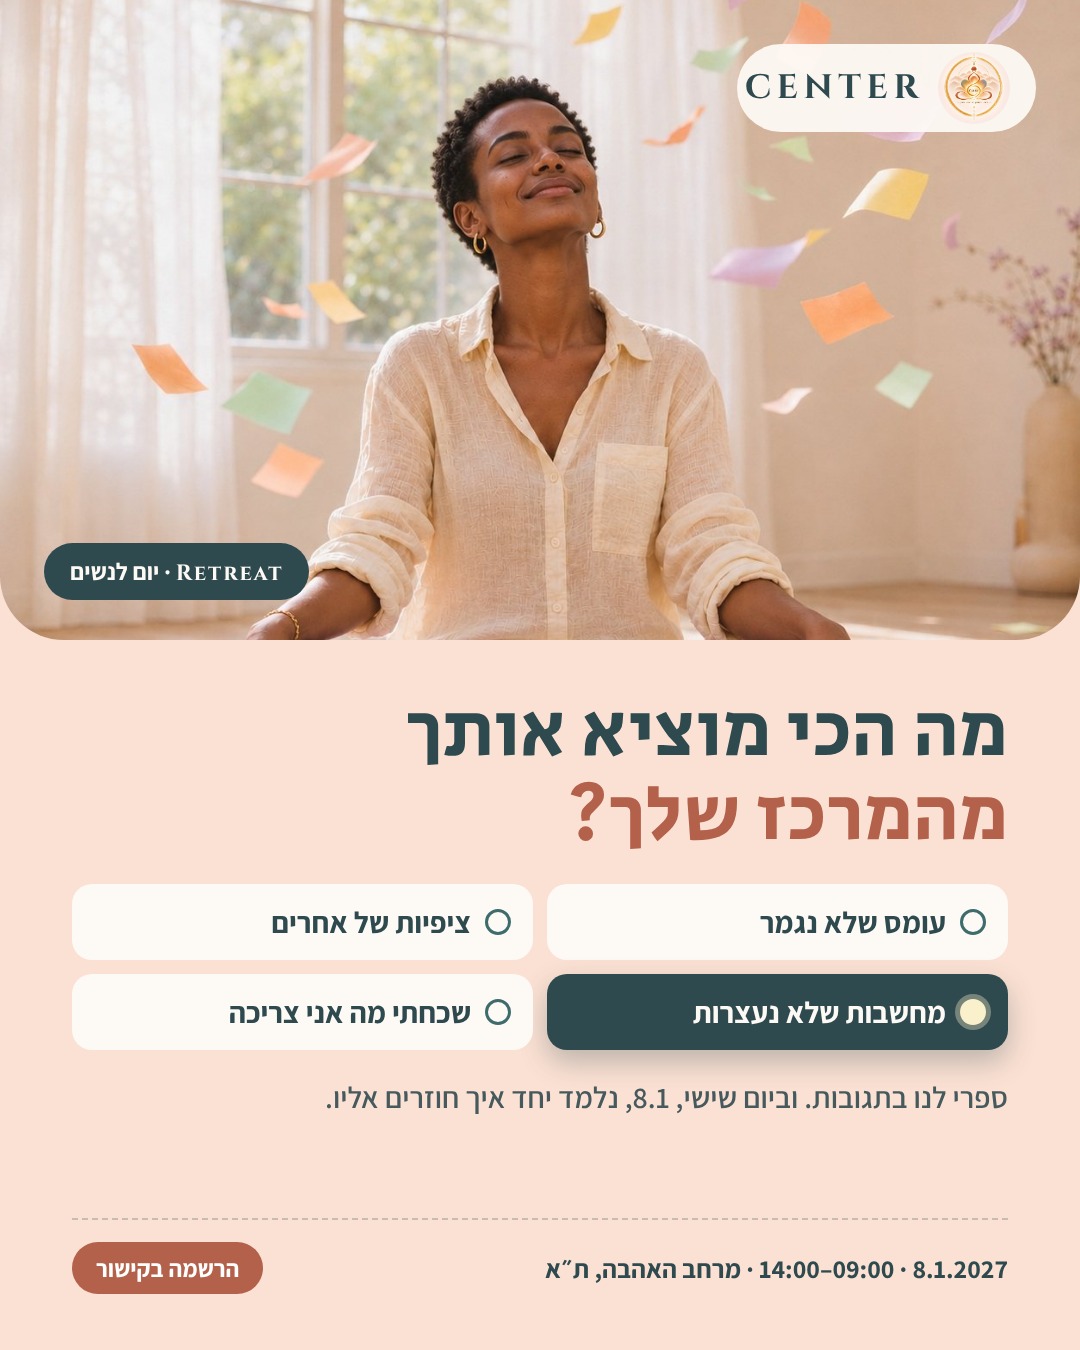 CENTER
יום לנשים · RETREAT
מה הכי מוציא אותך
מהמרכז שלך?
עומס שלא נגמר
ציפיות של אחרים
מחשבות שלא נעצרות
שכחתי מה אני צריכה
ספרי לנו בתגובות. וביום שישי, 8.1, נלמד יחד איך חוזרים אליו.
8.1.2027 · 09:00–14:00 · מרחב האהבה, ת״א
הרשמה בקישור